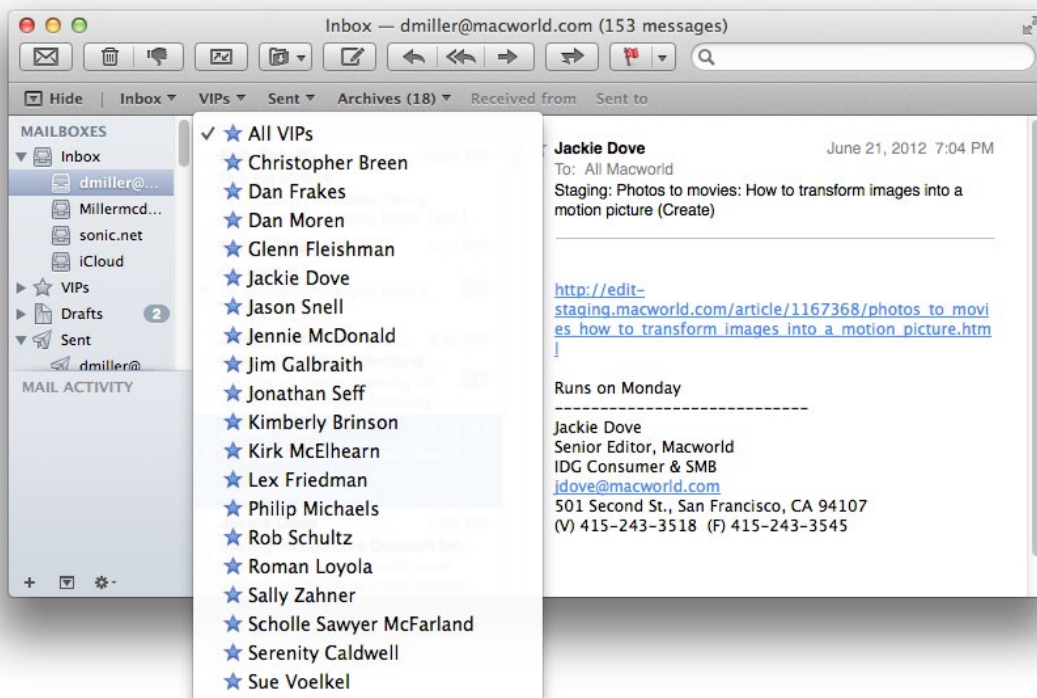 Inbox — dmiller@macworld.com (153 messages)
Hide | Inbox VIPs Sent Archives (18) Received from Sent to
MAILBOXES
Inbox
dmiller@...
Millermcd...
sonic.net
iCloud
VIPs
Drafts 2
Sent
dmiller@...
MAIL ACTIVITY
All VIPs
Christopher Breen
Dan Frakes
Dan Moren
Glenn Fleishman
Jackie Dove
Jason Snell
Jennie McDonald
Jim Galbraith
Jonathan Seff
Kimberly Brinson
Kirk McElhearn
Lex Friedman
Philip Michaels
Rob Schultz
Roman Loyola
Sally Zahner
Scholle Sawyer McFarland
Serenity Caldwell
Sue Voelkel
Jackie Dove June 21, 2012 7:04 PM
To: All Macworld
Staging: Photos to movies: How to transform images into a
motion picture (Create)
http://edit-
staging.macworld.com/article/1167368/photos_to_movi
es_how_to_transform_images_into_a_motion_picture.htm
l
Runs on Monday
----------------------------
Jackie Dove
Senior Editor, Macworld
IDG Consumer & SMB
jdove@macworld.com
501 Second St., San Francisco, CA 94107
(V) 415-243-3518 (F) 415-243-3545